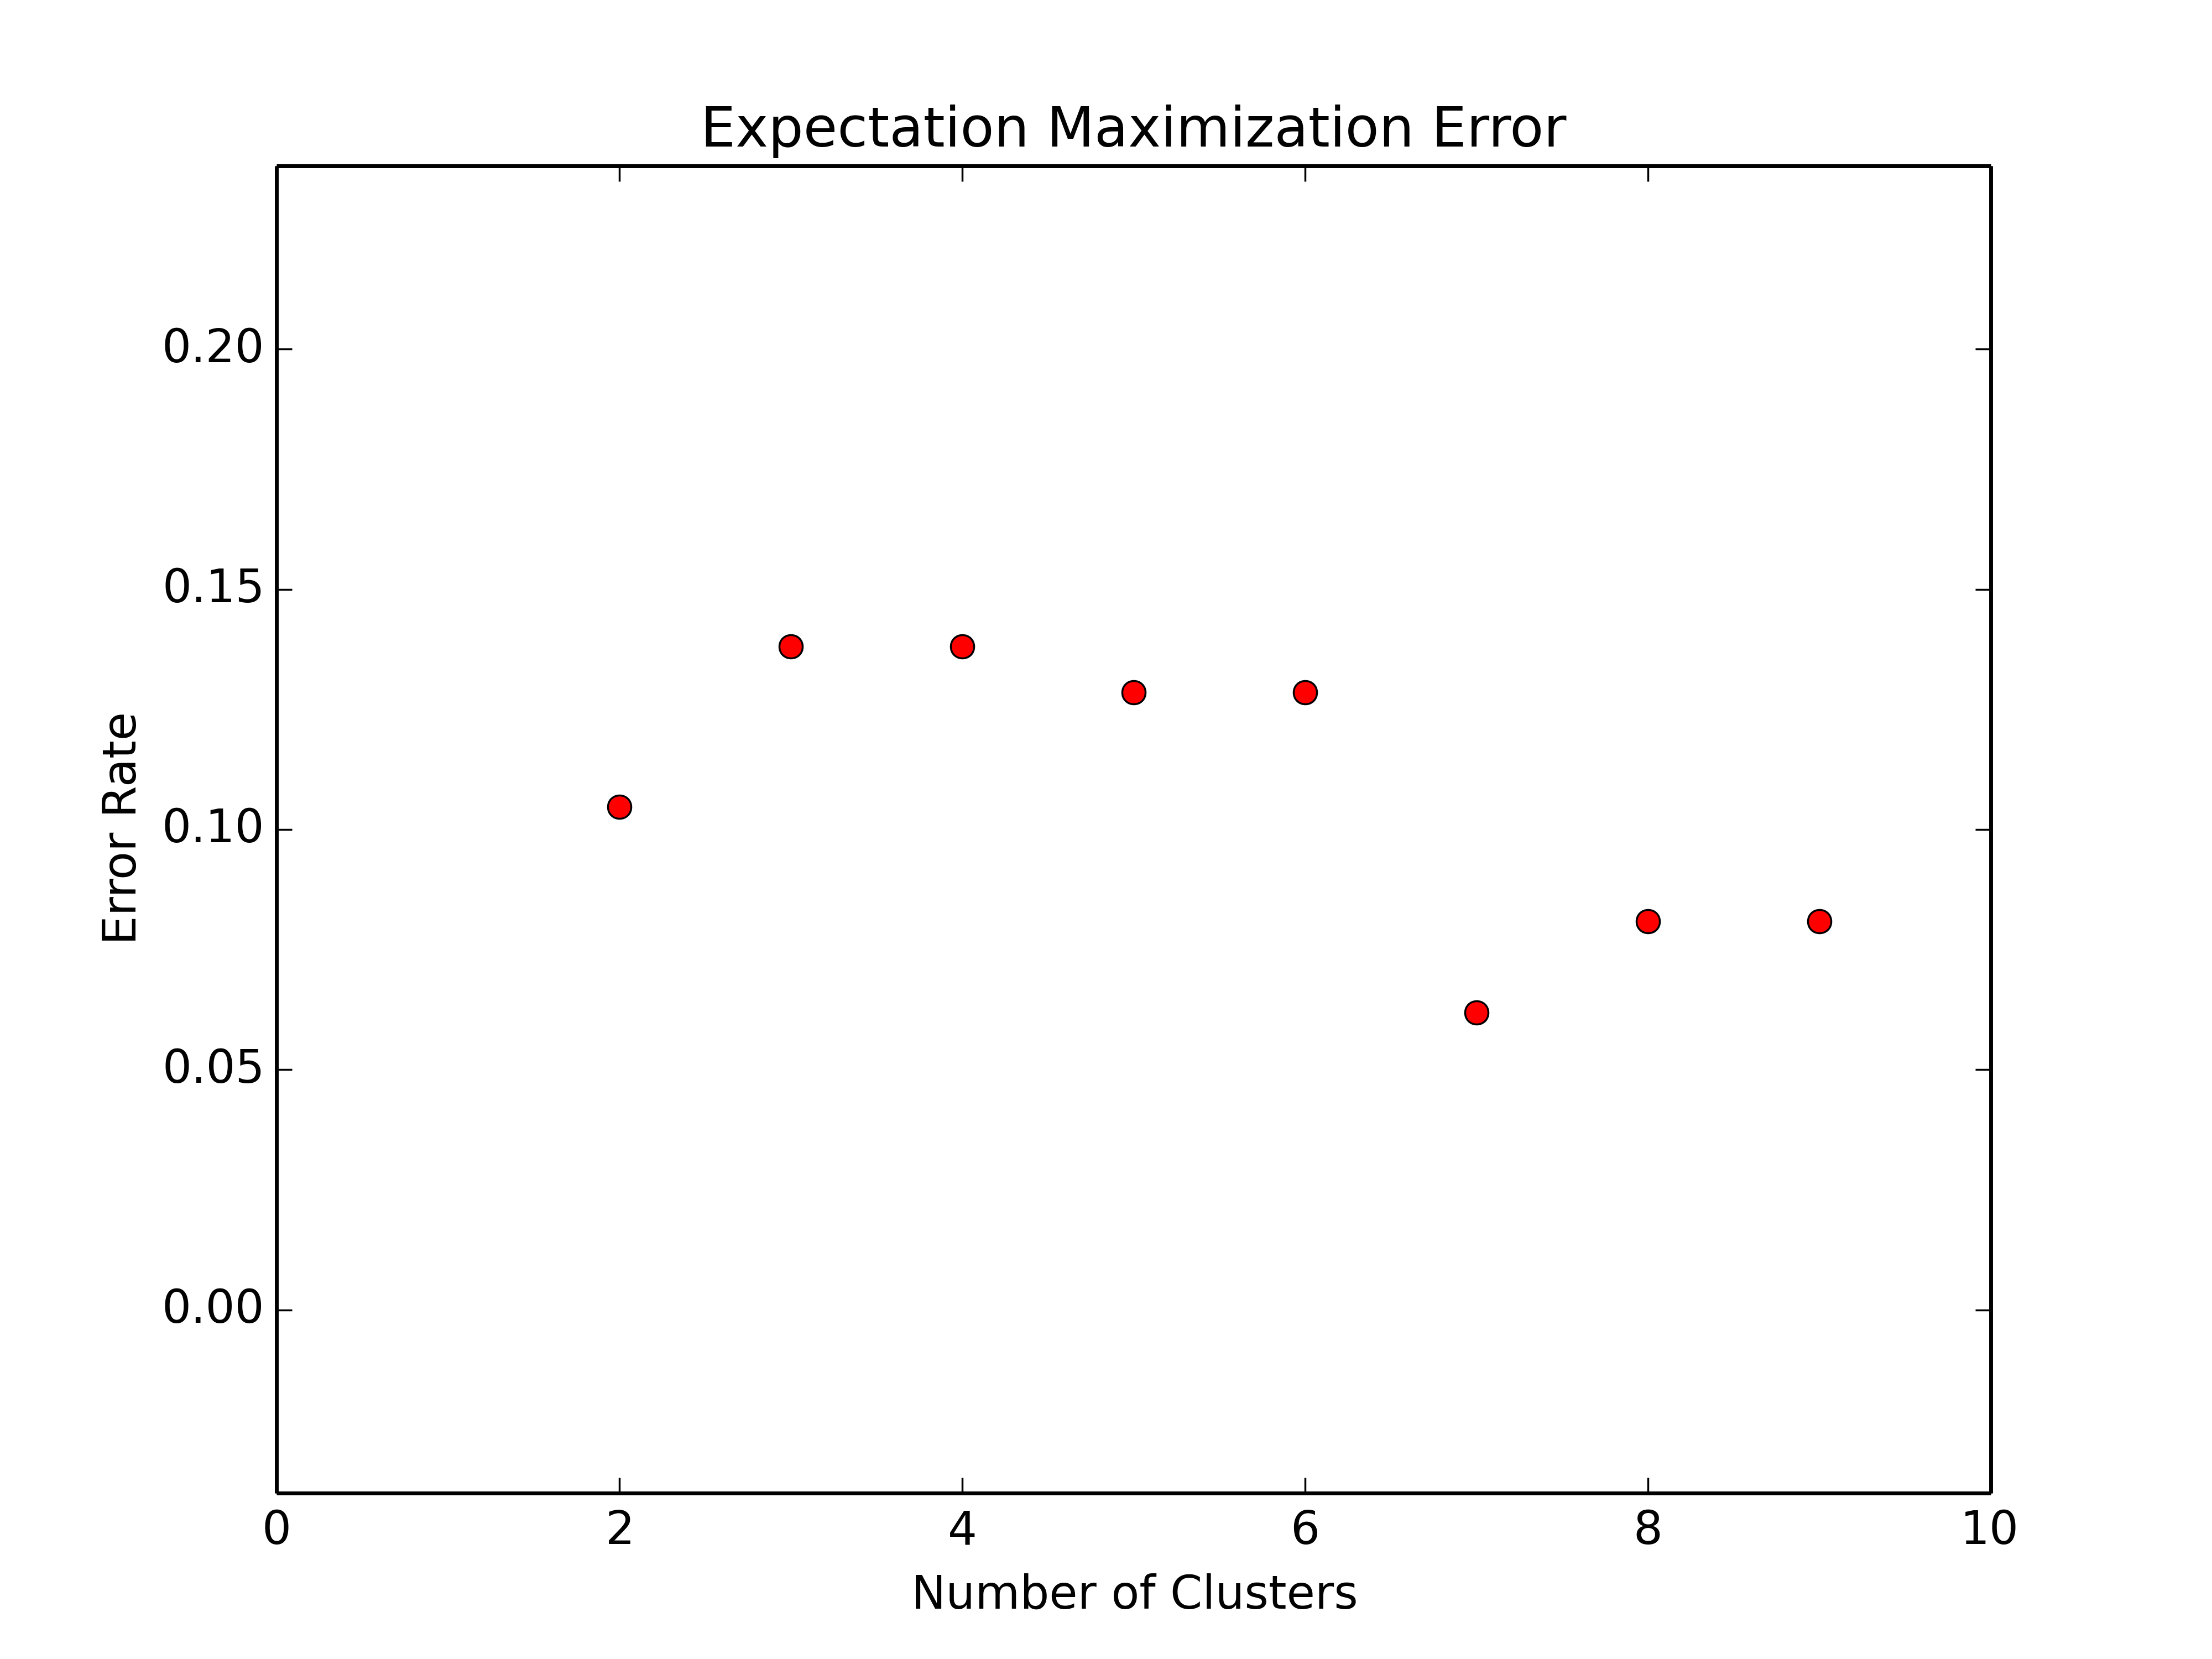 Expectation Maximization Error
0.20
0.15
0.10
0.05
0.00
Error Rate
0 2 4 6 8 10
Number of Clusters